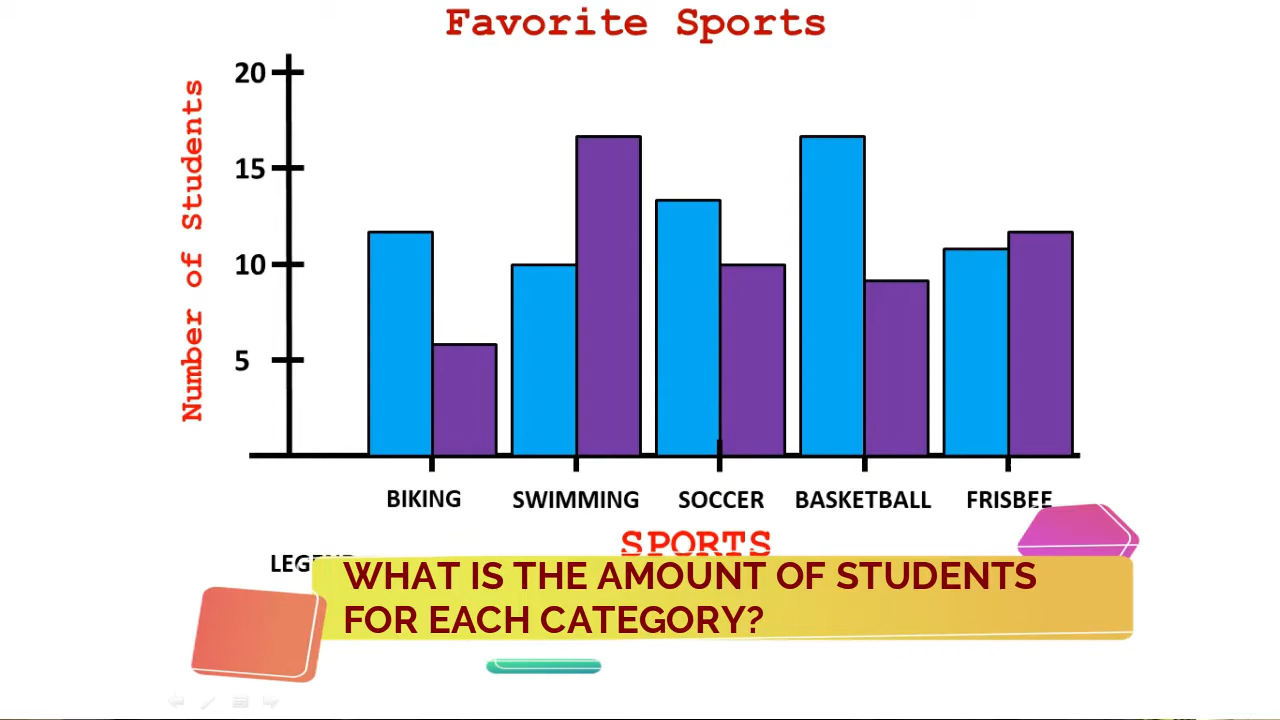 Favorite Sports
Number of Students
20
15
10
5
BIKING SWIMMING SOCCER BASKETBALL FRISBEE
SPORTS
WHAT IS THE AMOUNT OF STUDENTS
FOR EACH CATEGORY?